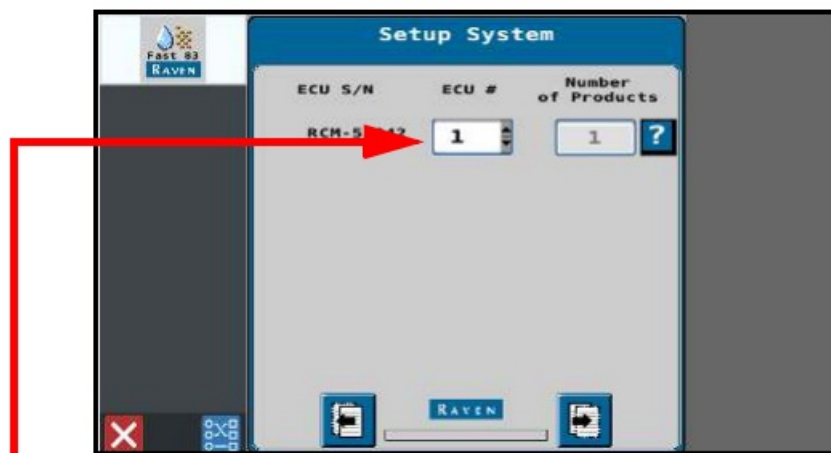 Setup System
Fast 83
RAVEN
ECU S/N
ECU #
Number
of Products
1
1
?
RAVEN